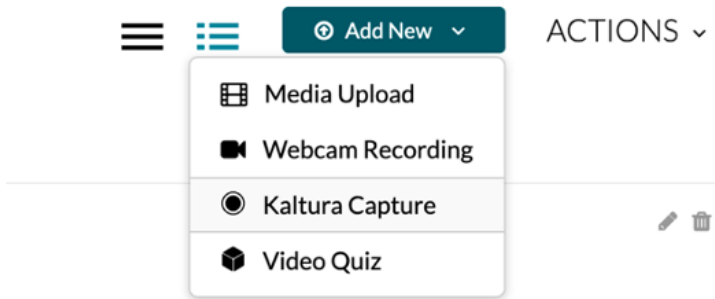 Add New
ACTIONS
Media Upload
Webcam Recording
Kaltura Capture
Video Quiz